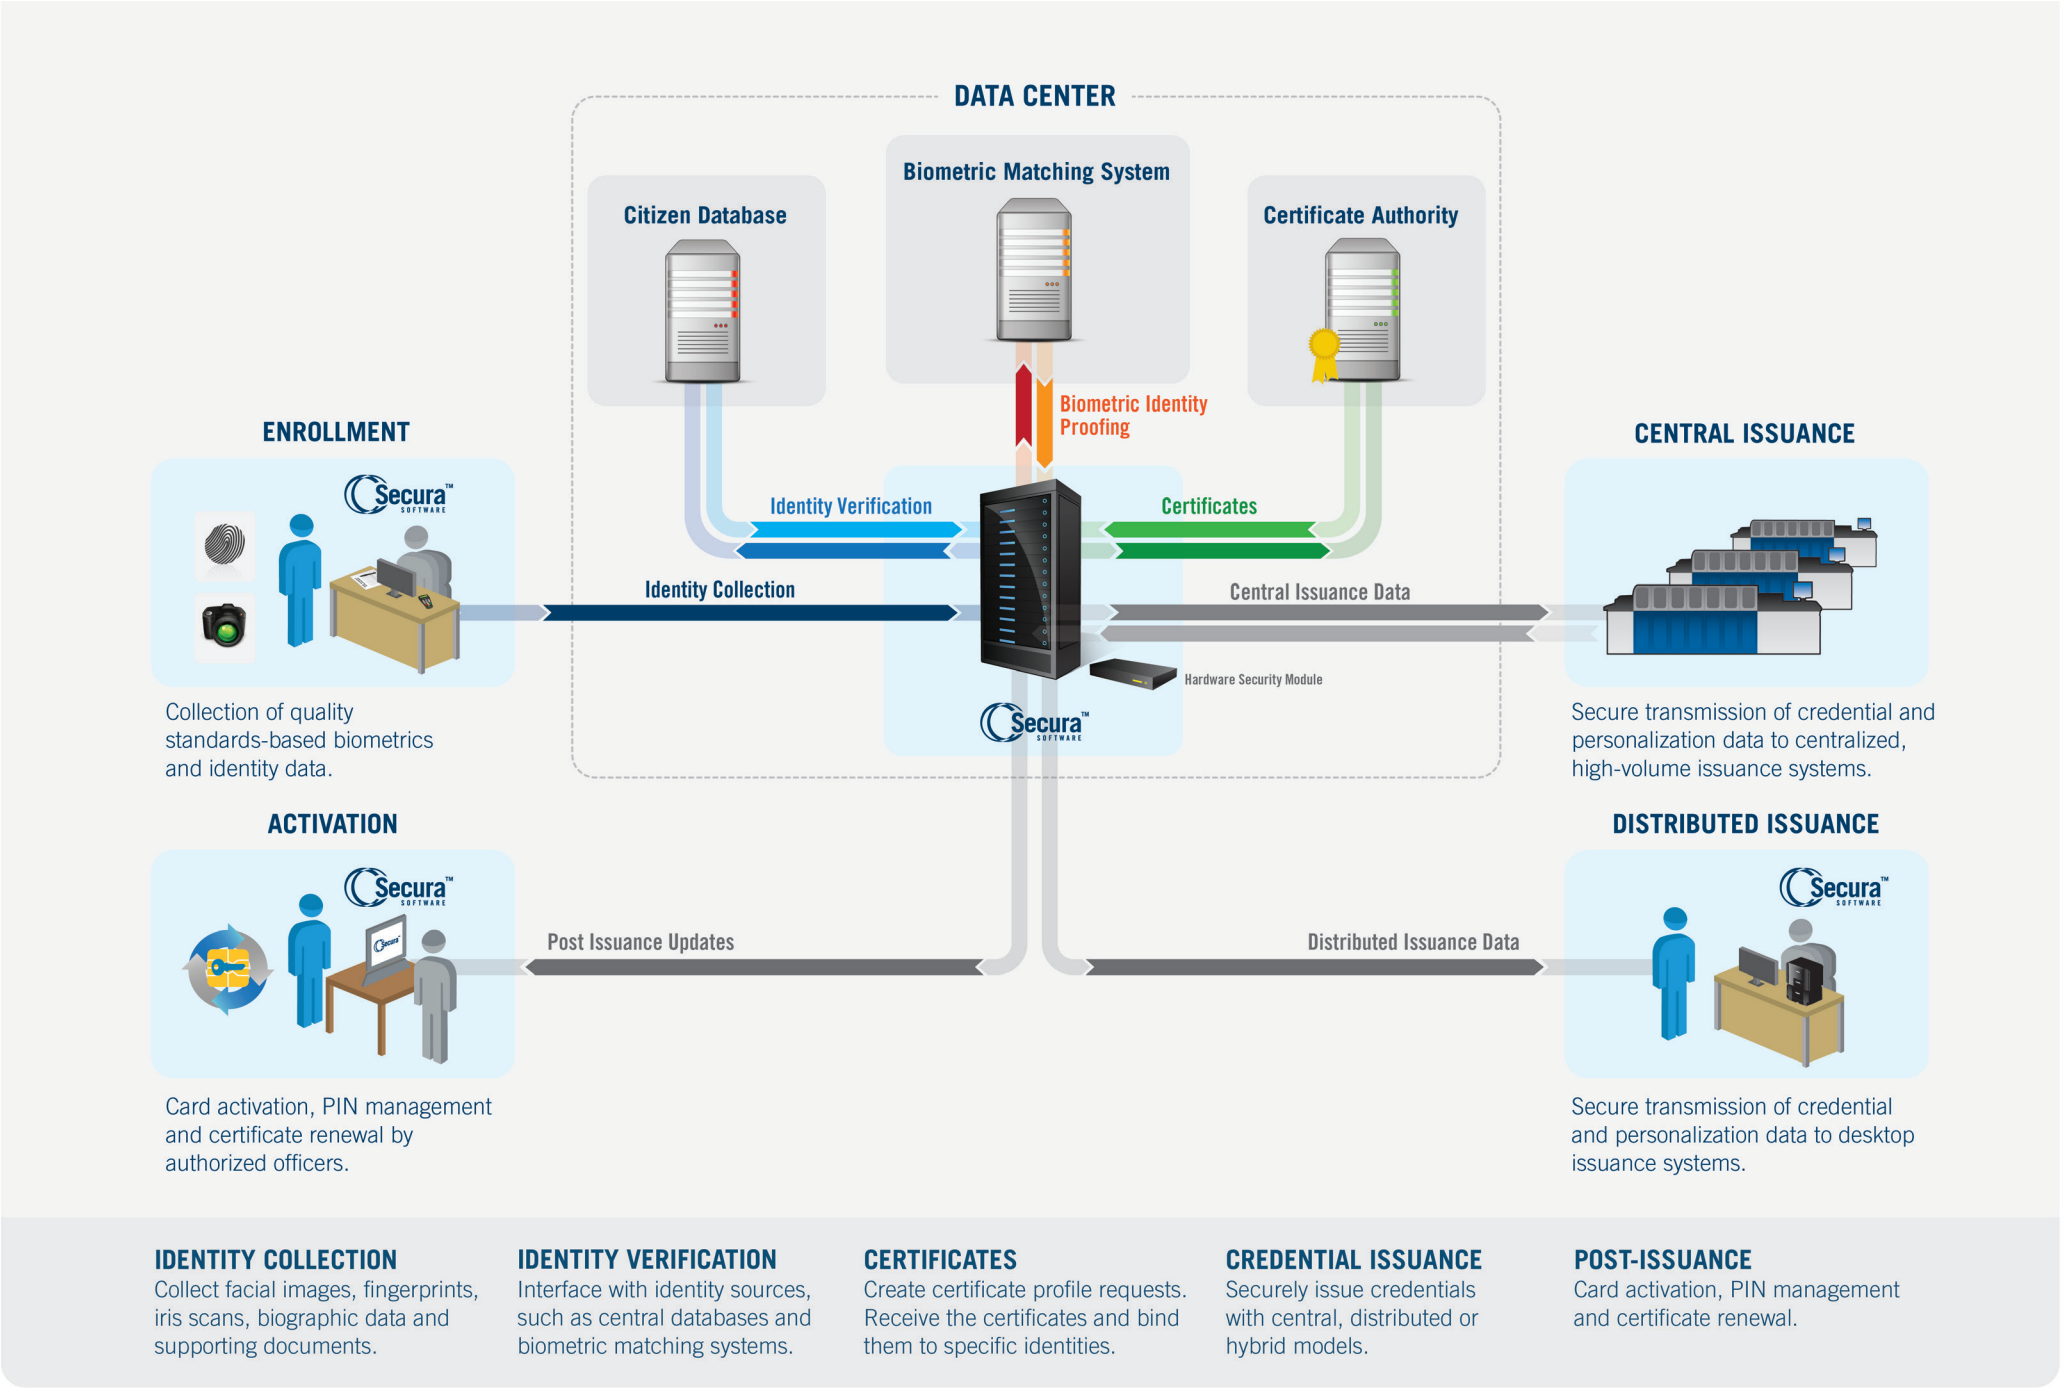 DATA CENTER
Biometric Matching System
Citizen Database
Certificate Authority
Biometric Identity
Proofing
ENROLLMENT
Secura™
SOFTWARE
Identity Verification
Certificates
Identity Collection
Central Issuance Data
Hardware Security Module
Secura™
SOFTWARE
CENTRAL ISSUANCE
Collection of quality
standards-based biometrics
and identity data.
Secure transmission of credential and
personalization data to centralized,
high-volume issuance systems.
ACTIVATION
Secura™
SOFTWARE
Secura
Post Issuance Updates
Distributed Issuance Data
DISTRIBUTED ISSUANCE
Secura™
SOFTWARE
Card activation, PIN management
and certificate renewal by
authorized officers.
Secure transmission of credential
and personalization data to desktop
issuance systems.
IDENTITY COLLECTION
Collect facial images, fingerprints,
iris scans, biographic data and
supporting documents.
IDENTITY VERIFICATION
Interface with identity sources,
such as central databases and
biometric matching systems.
CERTIFICATES
Create certificate profile requests.
Receive the certificates and bind
them to specific identities.
CREDENTIAL ISSUANCE
Securely issue credentials
with central, distributed or
hybrid models.
POST-ISSUANCE
Card activation, PIN management
and certificate renewal.